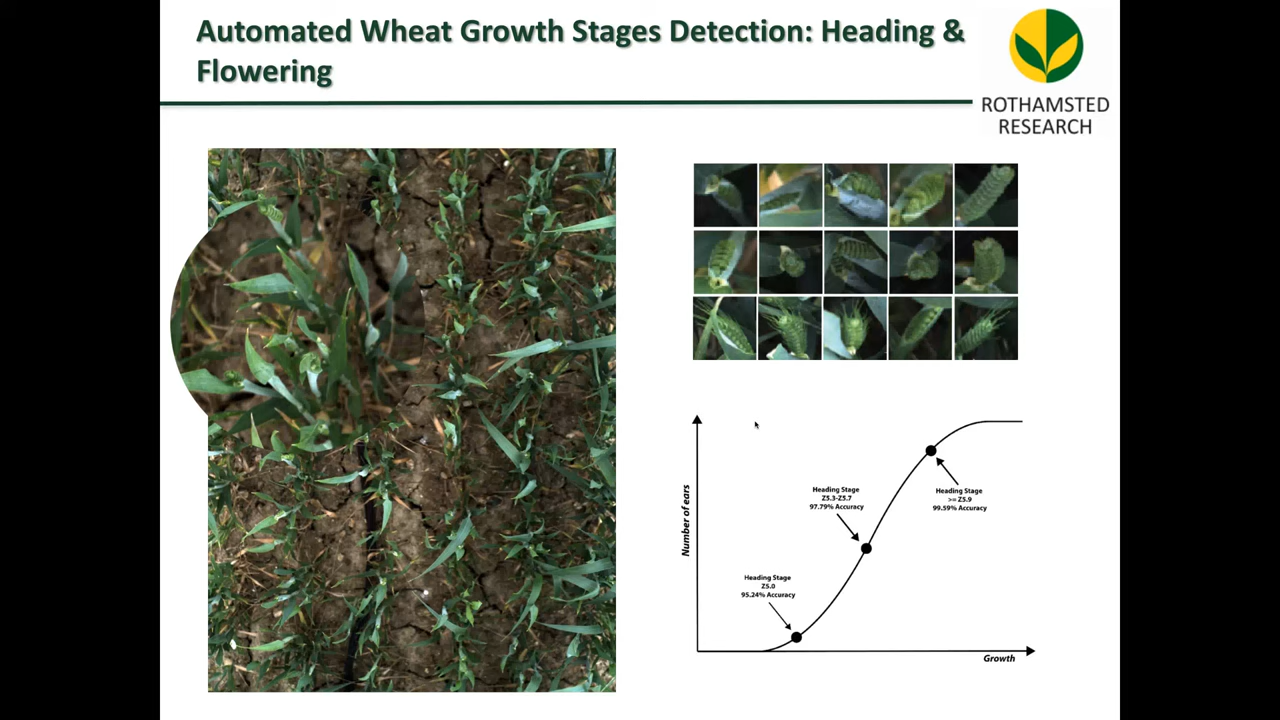 Automated Wheat Growth Stages Detection: Heading &
Flowering
ROTHAMSTED
RESEARCH
Number of ears
Heading Stage
Z5.0
95.24% Accuracy
Heading Stage
Z5.3-Z5.7
97.79% Accuracy
Heading Stage
>= Z5.9
99.59% Accuracy
Growth